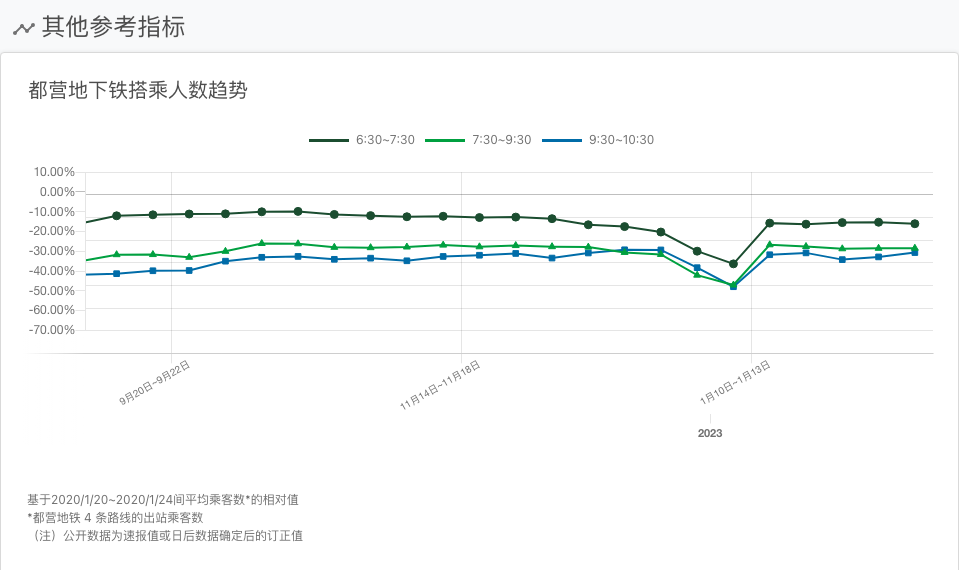 其他参考指标
都营地下铁搭乘人数趋势
6:30~7:30 7:30~9:30 9:30~10:30
10.00%
0.00%
-10.00%
-20.00%
-30.00%
-40.00%
-50.00%
-60.00%
-70.00%
9月20日~9月22日 11月14日~11月18日 1月10日~1月13日
2023
基于2020/1/20~2020/1/24间平均乘客数*的相对值
*都营地铁 4 条路线的出站乘客数
（注）公开数据为速报值或日后数据确定后的订正值